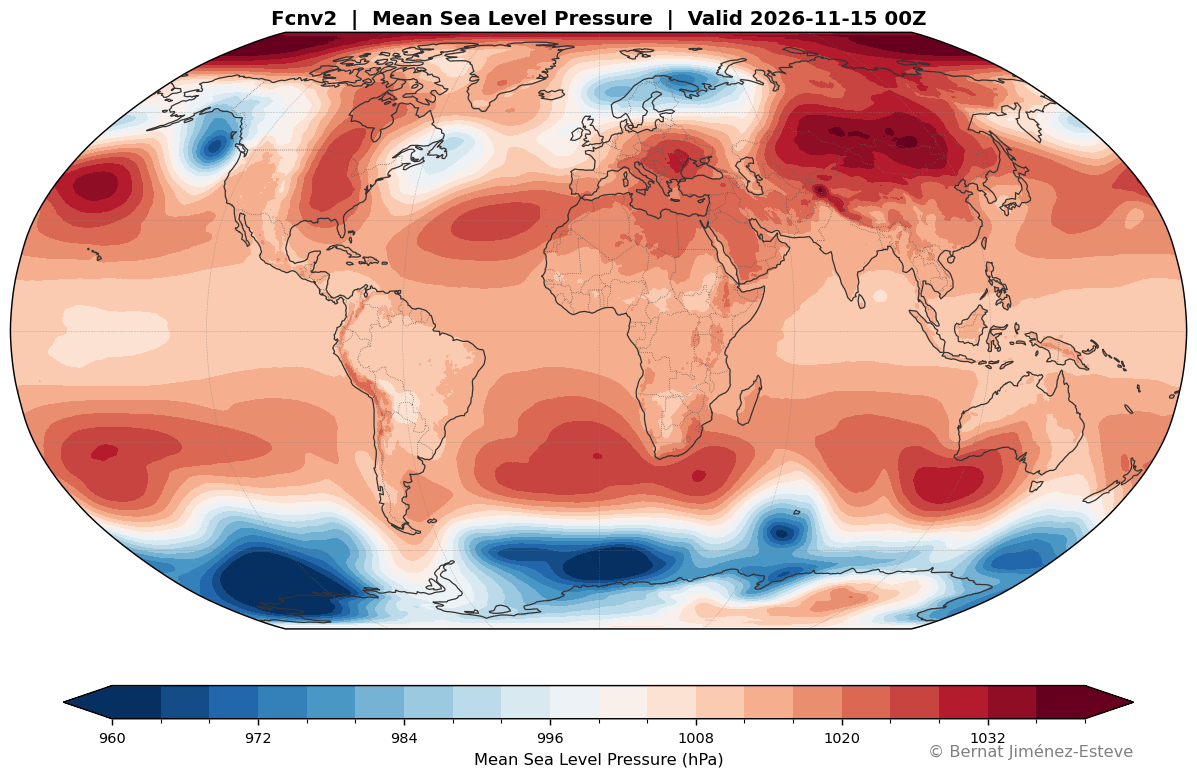 Fcnv2 | Mean Sea Level Pressure | Valid 2026-11-15 00Z
960 972 984 996 1008 1020 1032
Mean Sea Level Pressure (hPa)
© Bernat Jiménez-Esteve